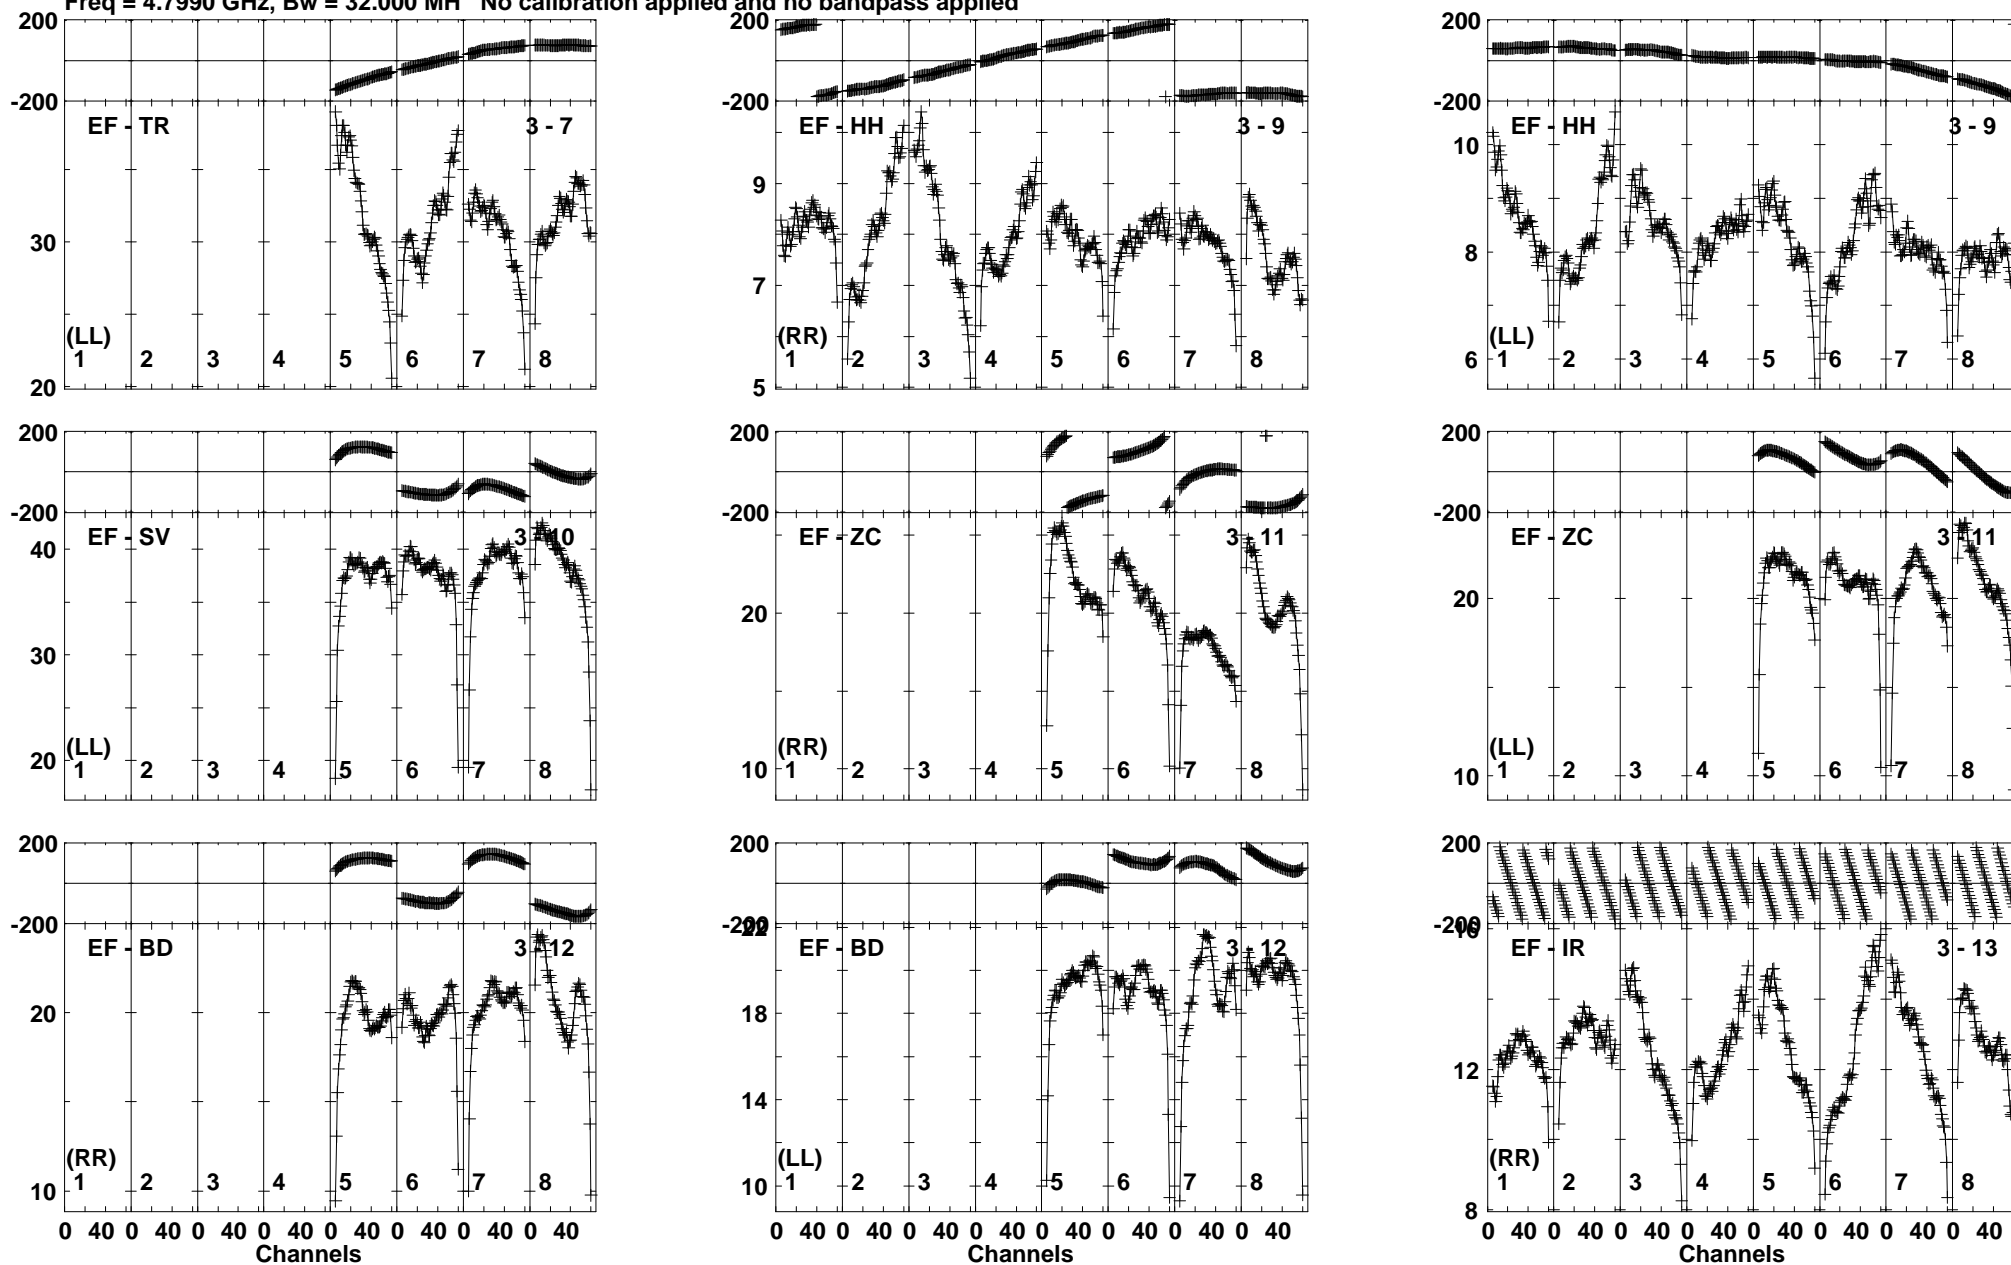 Freq = 4.7990 GHz, Bw = 32.000 MH No calibration applied and no bandpass applied
200 200 200
-200 -200 -200
EF - TR 3 - 7 EF - HH 3 - 9 EF - HH 3 - 9
10
9
30 8
7
(LL) (RR) (LL)
1 2 3 4 5 6 7 8 1 2 3 4 5 6 7 8 1 2 3 4 5 6 7 8
6
20 5
200 200 200
-200 -200 -200
EF - SV 3 - 10 EF - ZC 3 - 11 EF - ZC 3 - 11
40
20 20
30
(LL) (RR) (LL)
20 1 2 3 4 5 6 7 8 10 1 2 3 4 5 6 7 8 10 1 2 3 4 5 6 7 8
200 200 200
-200 -200 22 -200 16
EF - BD 3 - 12 EF - BD 3 - 12 EF - IR 3 - 13
20 18
12
14
(RR) (LL) (RR)
10 1 2 3 4 5 6 7 8 10 1 2 3 4 5 6 7 8 1 2 3 4 5 6 7 8
8
0 40 0 40 0 40 0 40 0 40 0 40 0 40 0 40 0 40 0 40 0 40 0 40 0 40 0 40 0 40 0 40 0 40 0 40 0 40 0 40 0 40 0 40 0 40 0 40
Channels Channels Channels